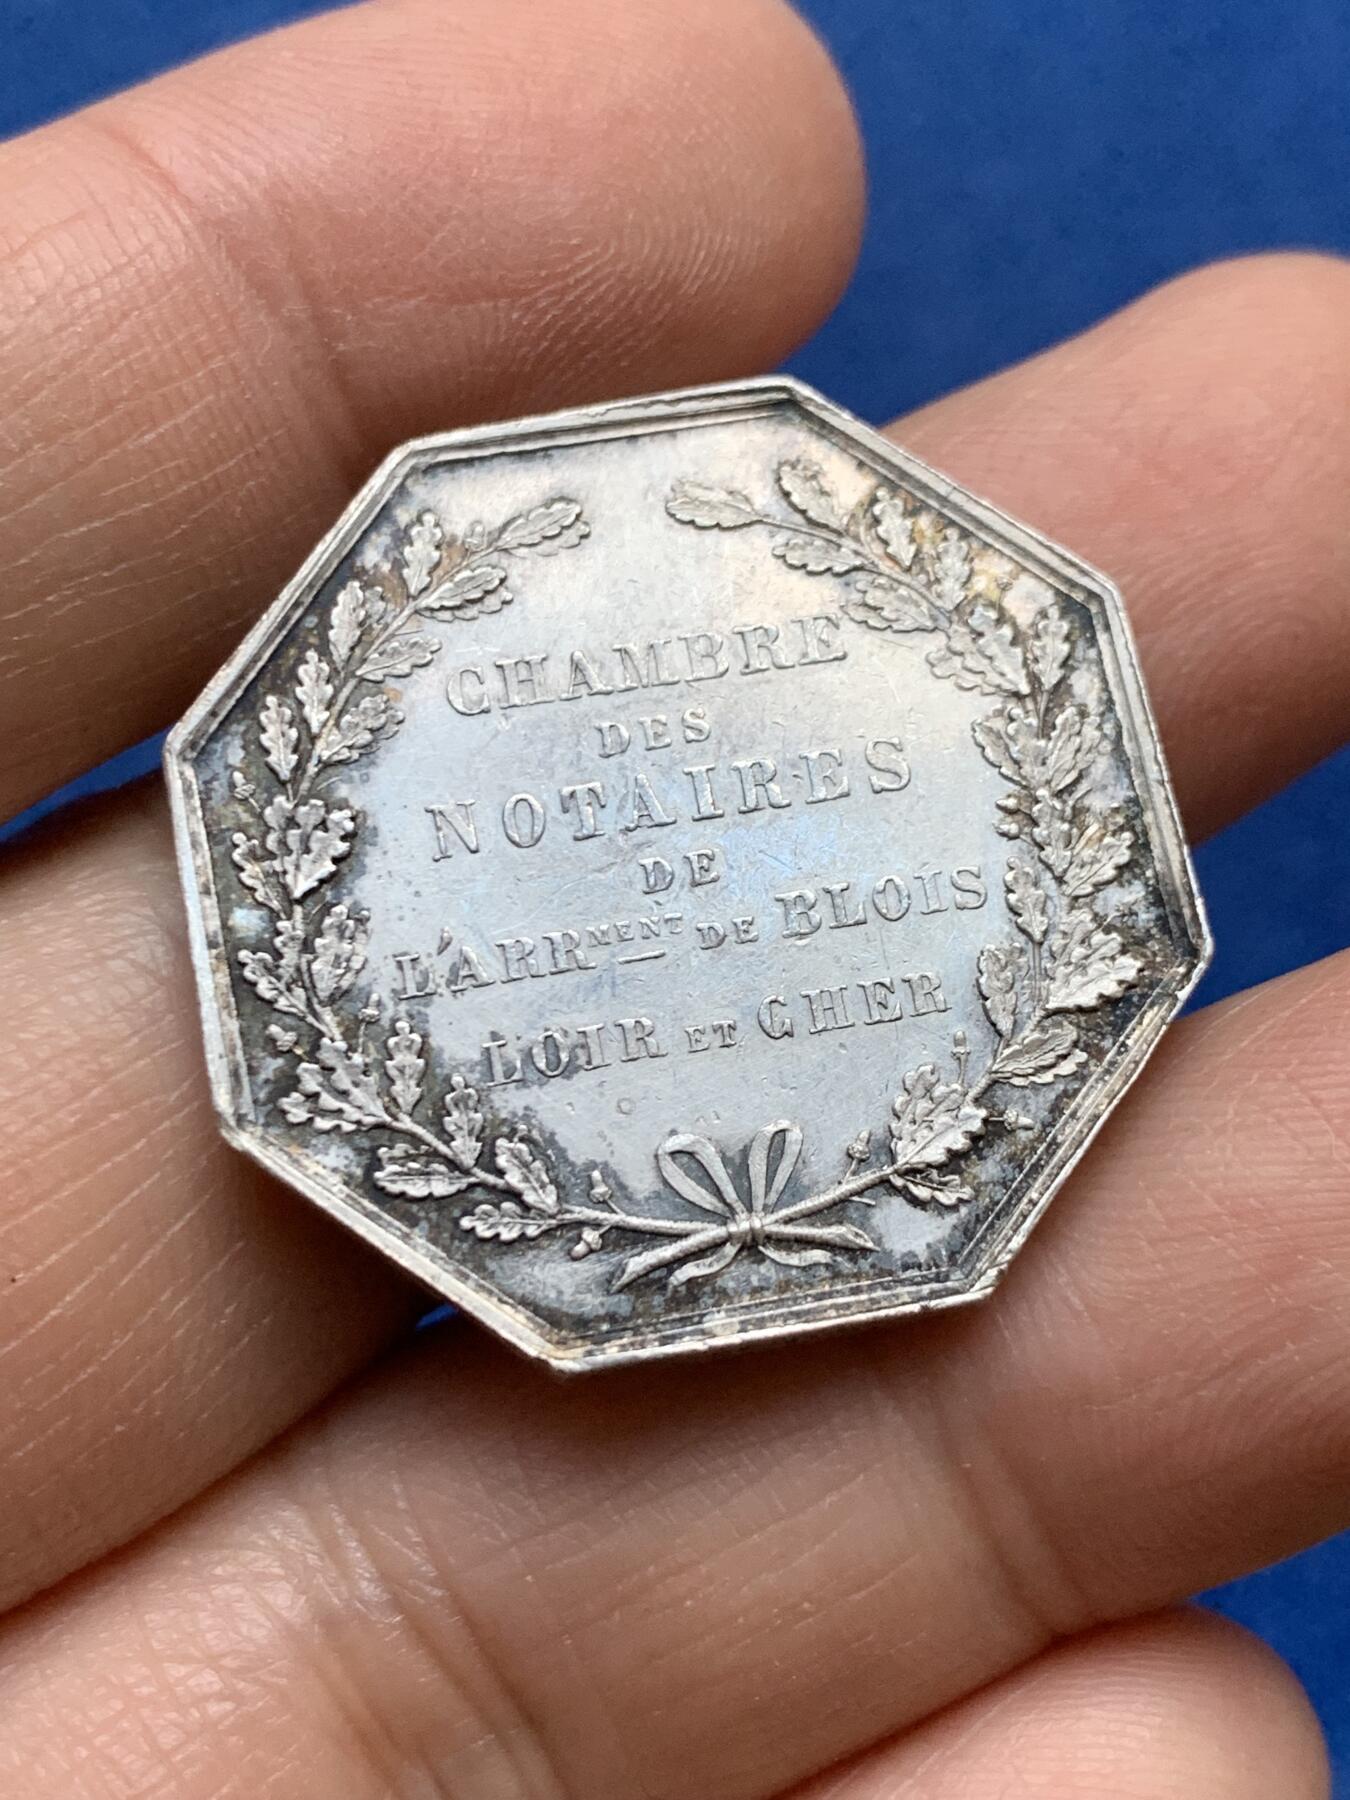 CHAMBRE
DES
NOTAIRES
DE
L'ARRMENT DE BLOIS
LOIR ET CHER